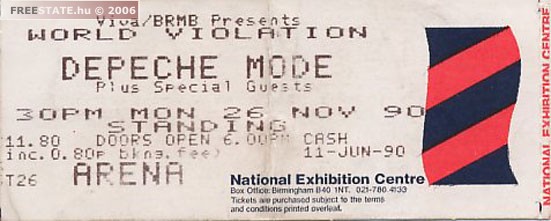 FREESTATE.hu © 2006
Viva/BRMB Presents
WORLD VIOLATION
DEPECHE MODE
Plus Special Guests
30PM MON 26 NOV 90
STANDING
11.80 DOORS OPEN 6.00PM CASH
inc. 0.80p bkng.fee) 11-JUN-90
T26 ARENA
National Exhibition Centre
Box Office: Birmingham B40 1NT. 021-780 4133
Tickets are purchased subject to the terms
and conditions printed overleaf.
NATIONAL EXHIBITION CENTRE